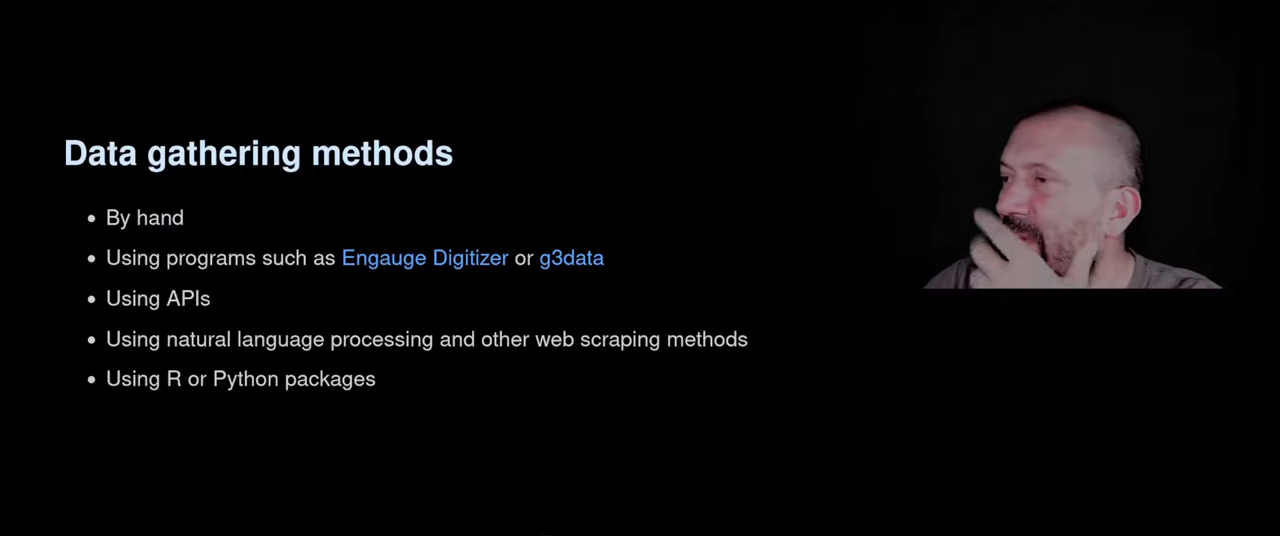 Data gathering methods
• By hand
• Using programs such as Engauge Digitizer or g3data
• Using APIs
• Using natural language processing and other web scraping methods
• Using R or Python packages